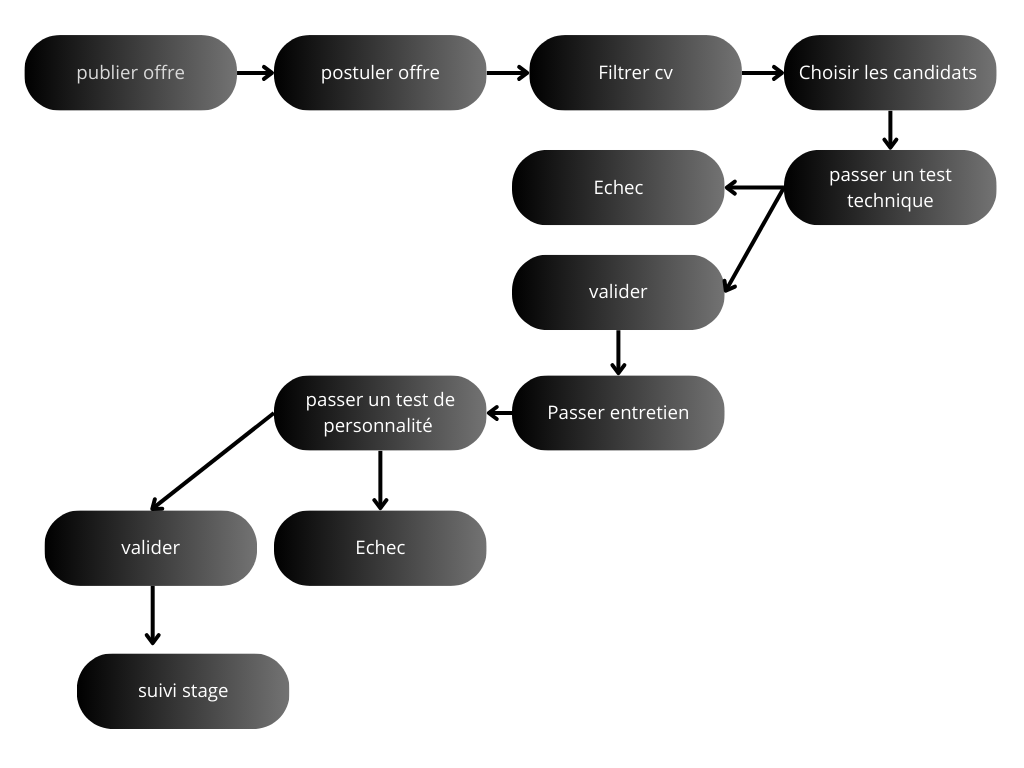 publier offre
postuler offre
Filtrer cv
Choisir les candidats
Echec
passer un test
technique
valider
passer un test de
personnalité
Passer entretien
valider
Echec
suivi stage